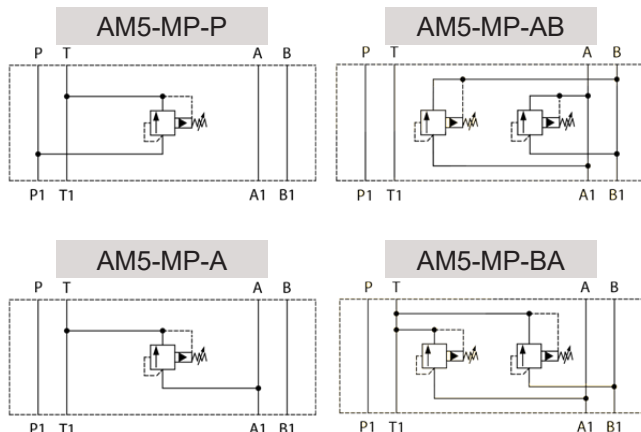 AM5-MP-P
P T A B
P1 T1 A1 B1
AM5-MP-AB
P T A B
P1 T1 A1 B1
AM5-MP-A
P T A B
P1 T1 A1 B1
AM5-MP-BA
P T A B
P1 T1 A1 B1